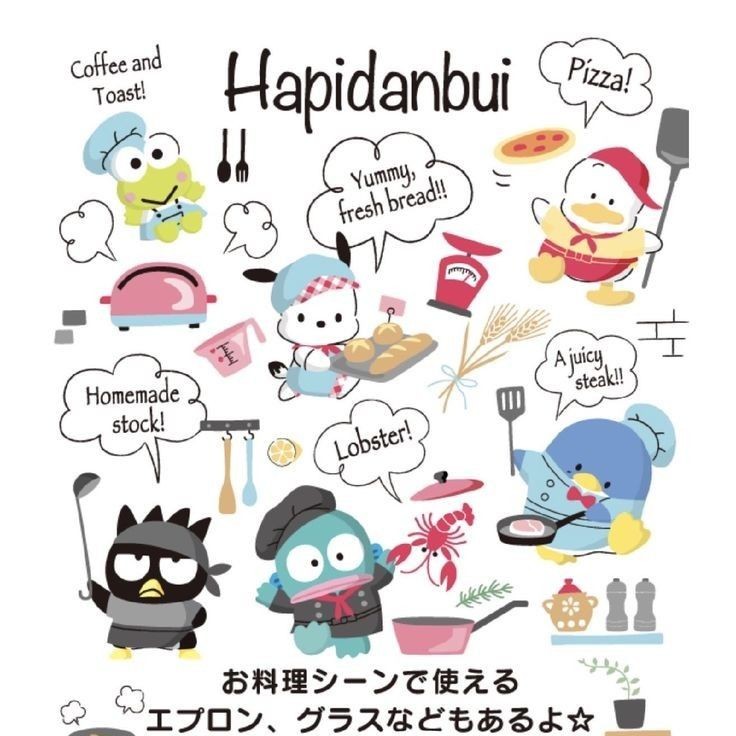 Coffee and
Toast!
Hapidanbui
Pizza!
Yummy,
fresh bread!!
A juicy
steak!!
Homemade
stock!
Lobster!
お料理シーンで使える
エプロン、グラスなどもあるよ☆